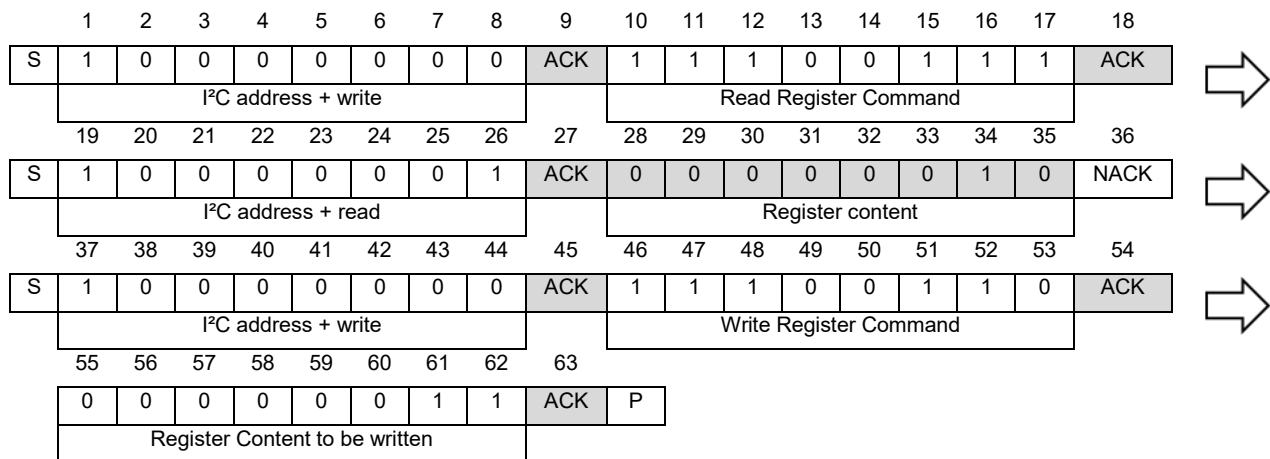 1 2 3 4 5 6 7 8 9 10 11 12 13 14 15 16 17 18
S 1 0 0 0 0 0 0 0 ACK 1 1 1 0 0 1 1 1 ACK
I²C address + write Read Register Command
19 20 21 22 23 24 25 26 27 28 29 30 31 32 33 34 35 36
S 1 0 0 0 0 0 0 1 ACK 0 0 0 0 0 0 1 0 NACK
I²C address + read Register content
37 38 39 40 41 42 43 44 45 46 47 48 49 50 51 52 53 54
S 1 0 0 0 0 0 0 0 ACK 1 1 1 0 0 1 1 0 ACK
I²C address + write Write Register Command
55 56 57 58 59 60 61 62 63
0 0 0 0 0 0 1 1 ACK P
Register Content to be written